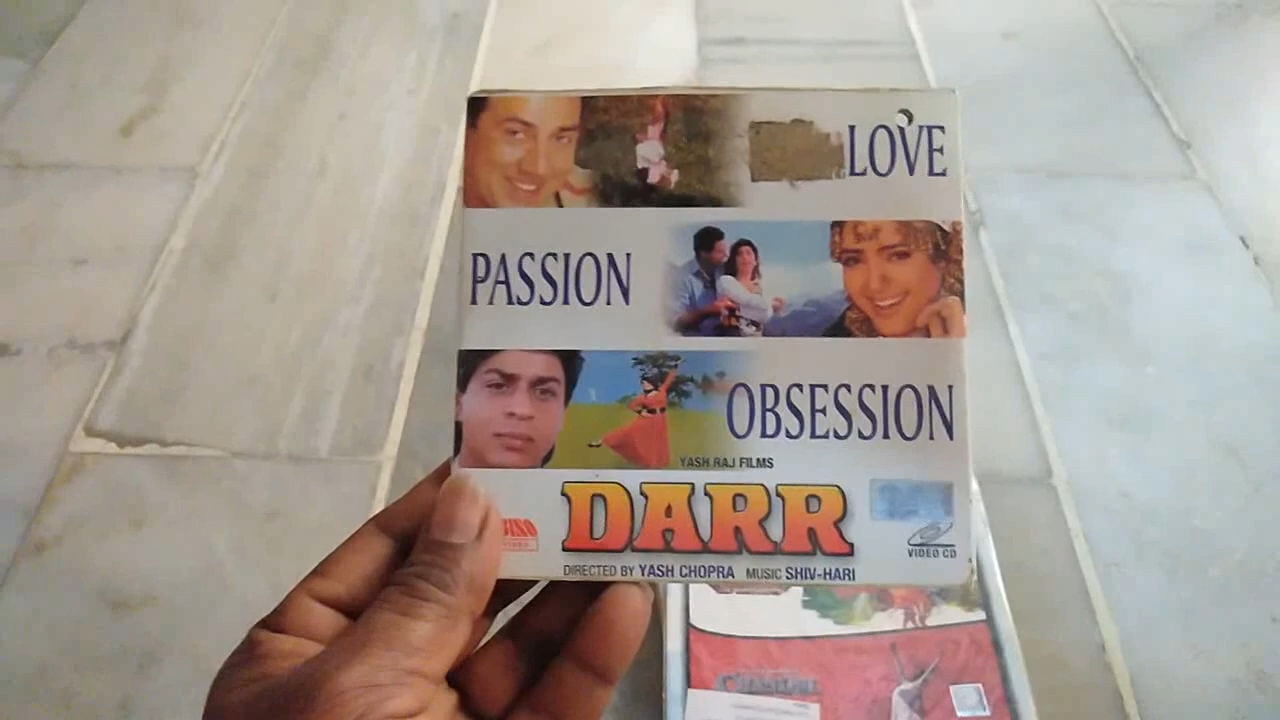 LOVE
PASSION
OBSESSION
YASH RAJ FILMS
DARR
VIDEO CD
DIRECTED BY YASH CHOPRA MUSIC SHIV-HARI